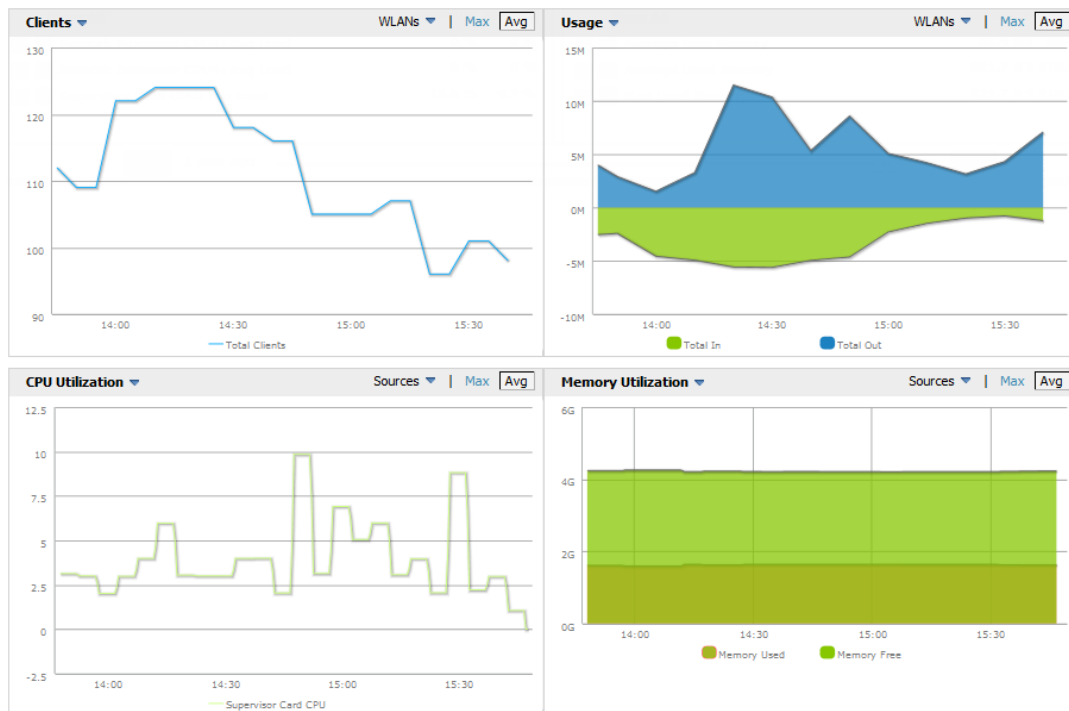 Clients WLANs | Max Avg
130
120
110
100
90
14:00 14:30 15:00 15:30
Total Clients
Usage WLANs | Max Avg
15M
10M
5M
0M
-5M
-10M
14:00 14:30 15:00 15:30
Total In Total Out
CPU Utilization Sources | Max Avg
12.5
10
7.5
5
2.5
0
-2.5
14:00 14:30 15:00 15:30
Supervisor Card CPU
Memory Utilization Sources | Max Avg
6G
4G
2G
0G
14:00 14:30 15:00 15:30
Memory Used Memory Free